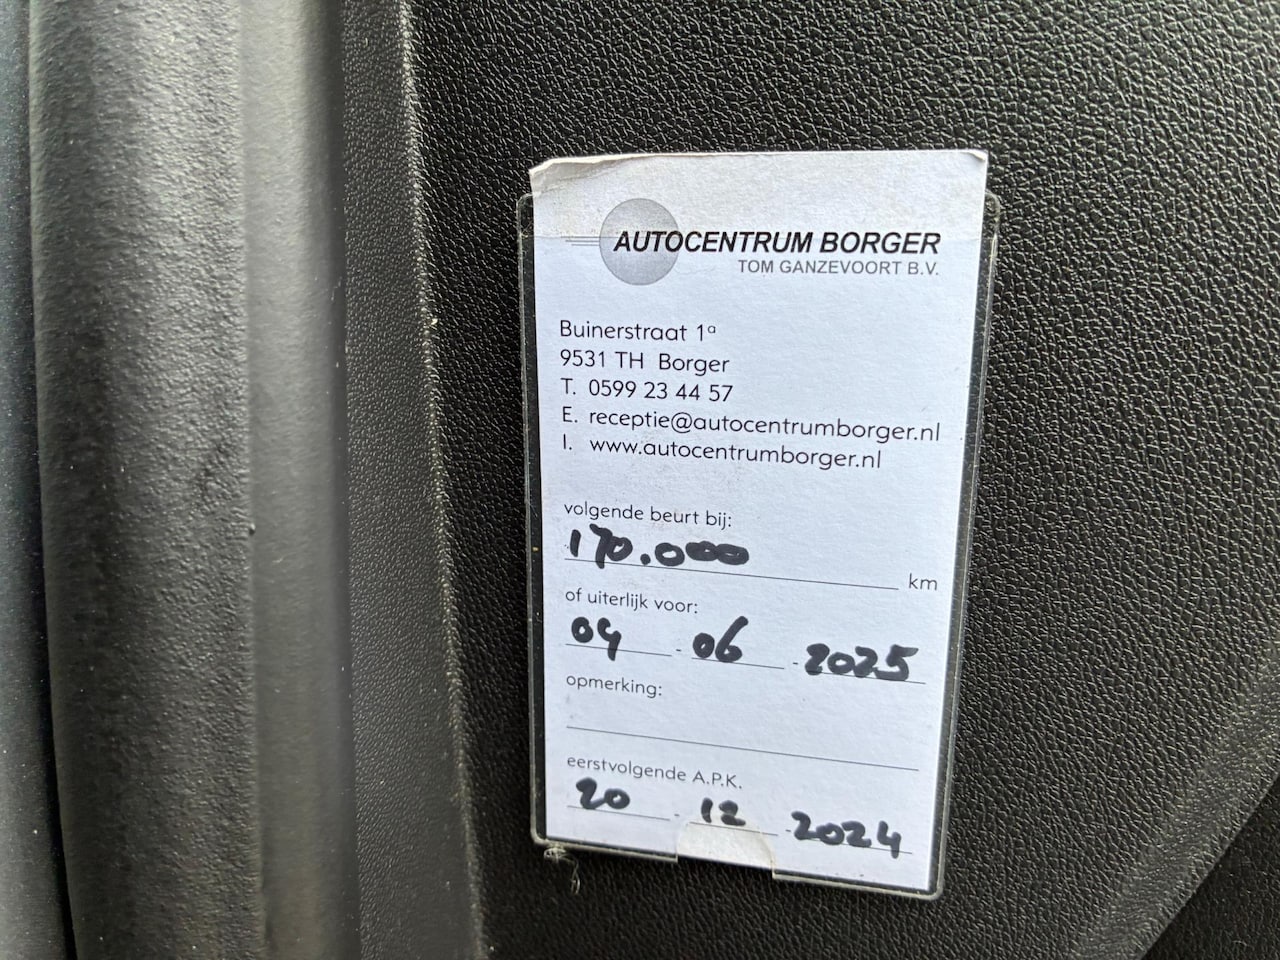 AUTOCENTRUM BORGER
TOM GANZEVOORT B.V.
Buinerstraat 1ª
9531 TH Borger
T. 0599 23 44 57
E. receptie@autocentrumborger.nl
I. www.autocentrumborger.nl
volgende beurt bij:
170.000 km
of uiterlijk voor:
04 - 06 - 2025
opmerking:
eerstvolgende A.P.K.
20 - 12 - 2024